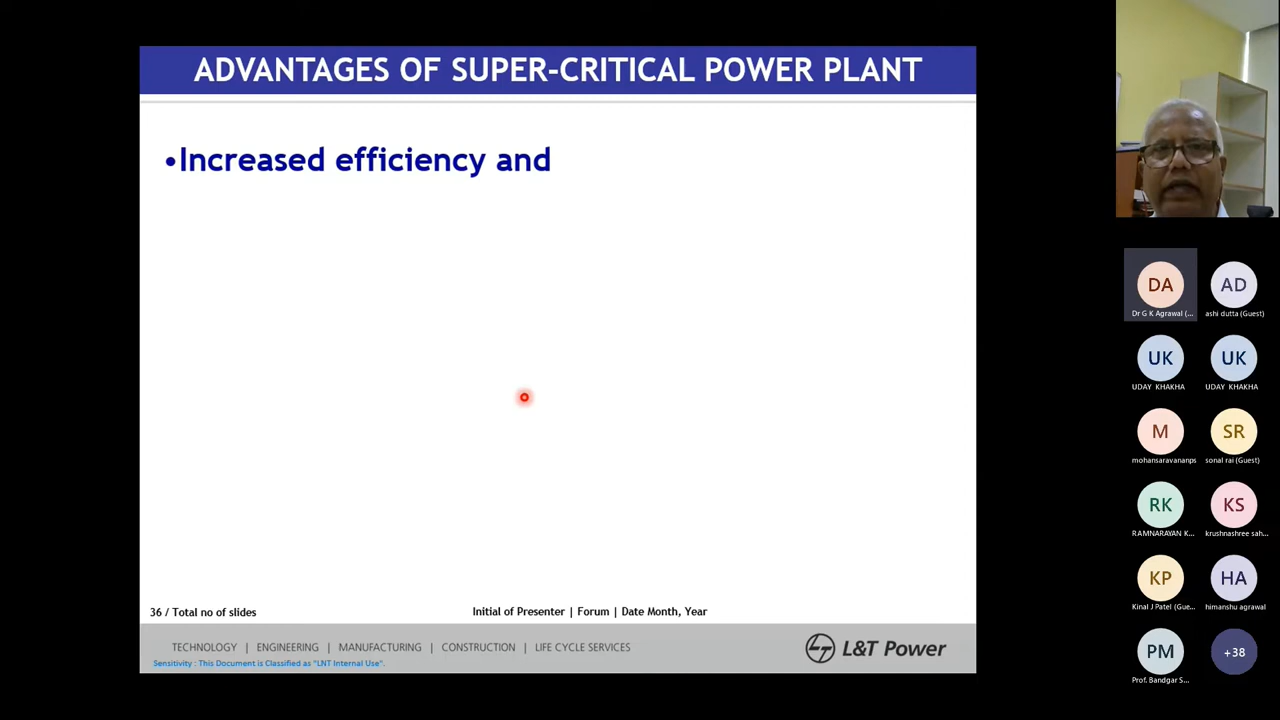 ADVANTAGES OF SUPER-CRITICAL POWER PLANT
•Increased efficiency and
36 / Total no of slides
Initial of Presenter | Forum | Date Month, Year
TECHNOLOGY | ENGINEERING | MANUFACTURING | CONSTRUCTION | LIFE CYCLE SERVICES
L&T Power
Sensitivity : This Document is Classified as "LNT Internal Use".
DA
Dr G K Agrawal (...
AD
ashi dutta (Guest)
UK
UDAY KHAKHA
UK
UDAY KHAKHA
M
mohansaravananps
SR
sonal rai (Guest)
RK
RAMNARAYAN K...
KS
krushnashree sah...
KP
Kinal J Patel (Gue...
HA
himanshu agrawal
PM
Prof. Bandgar S...
+38